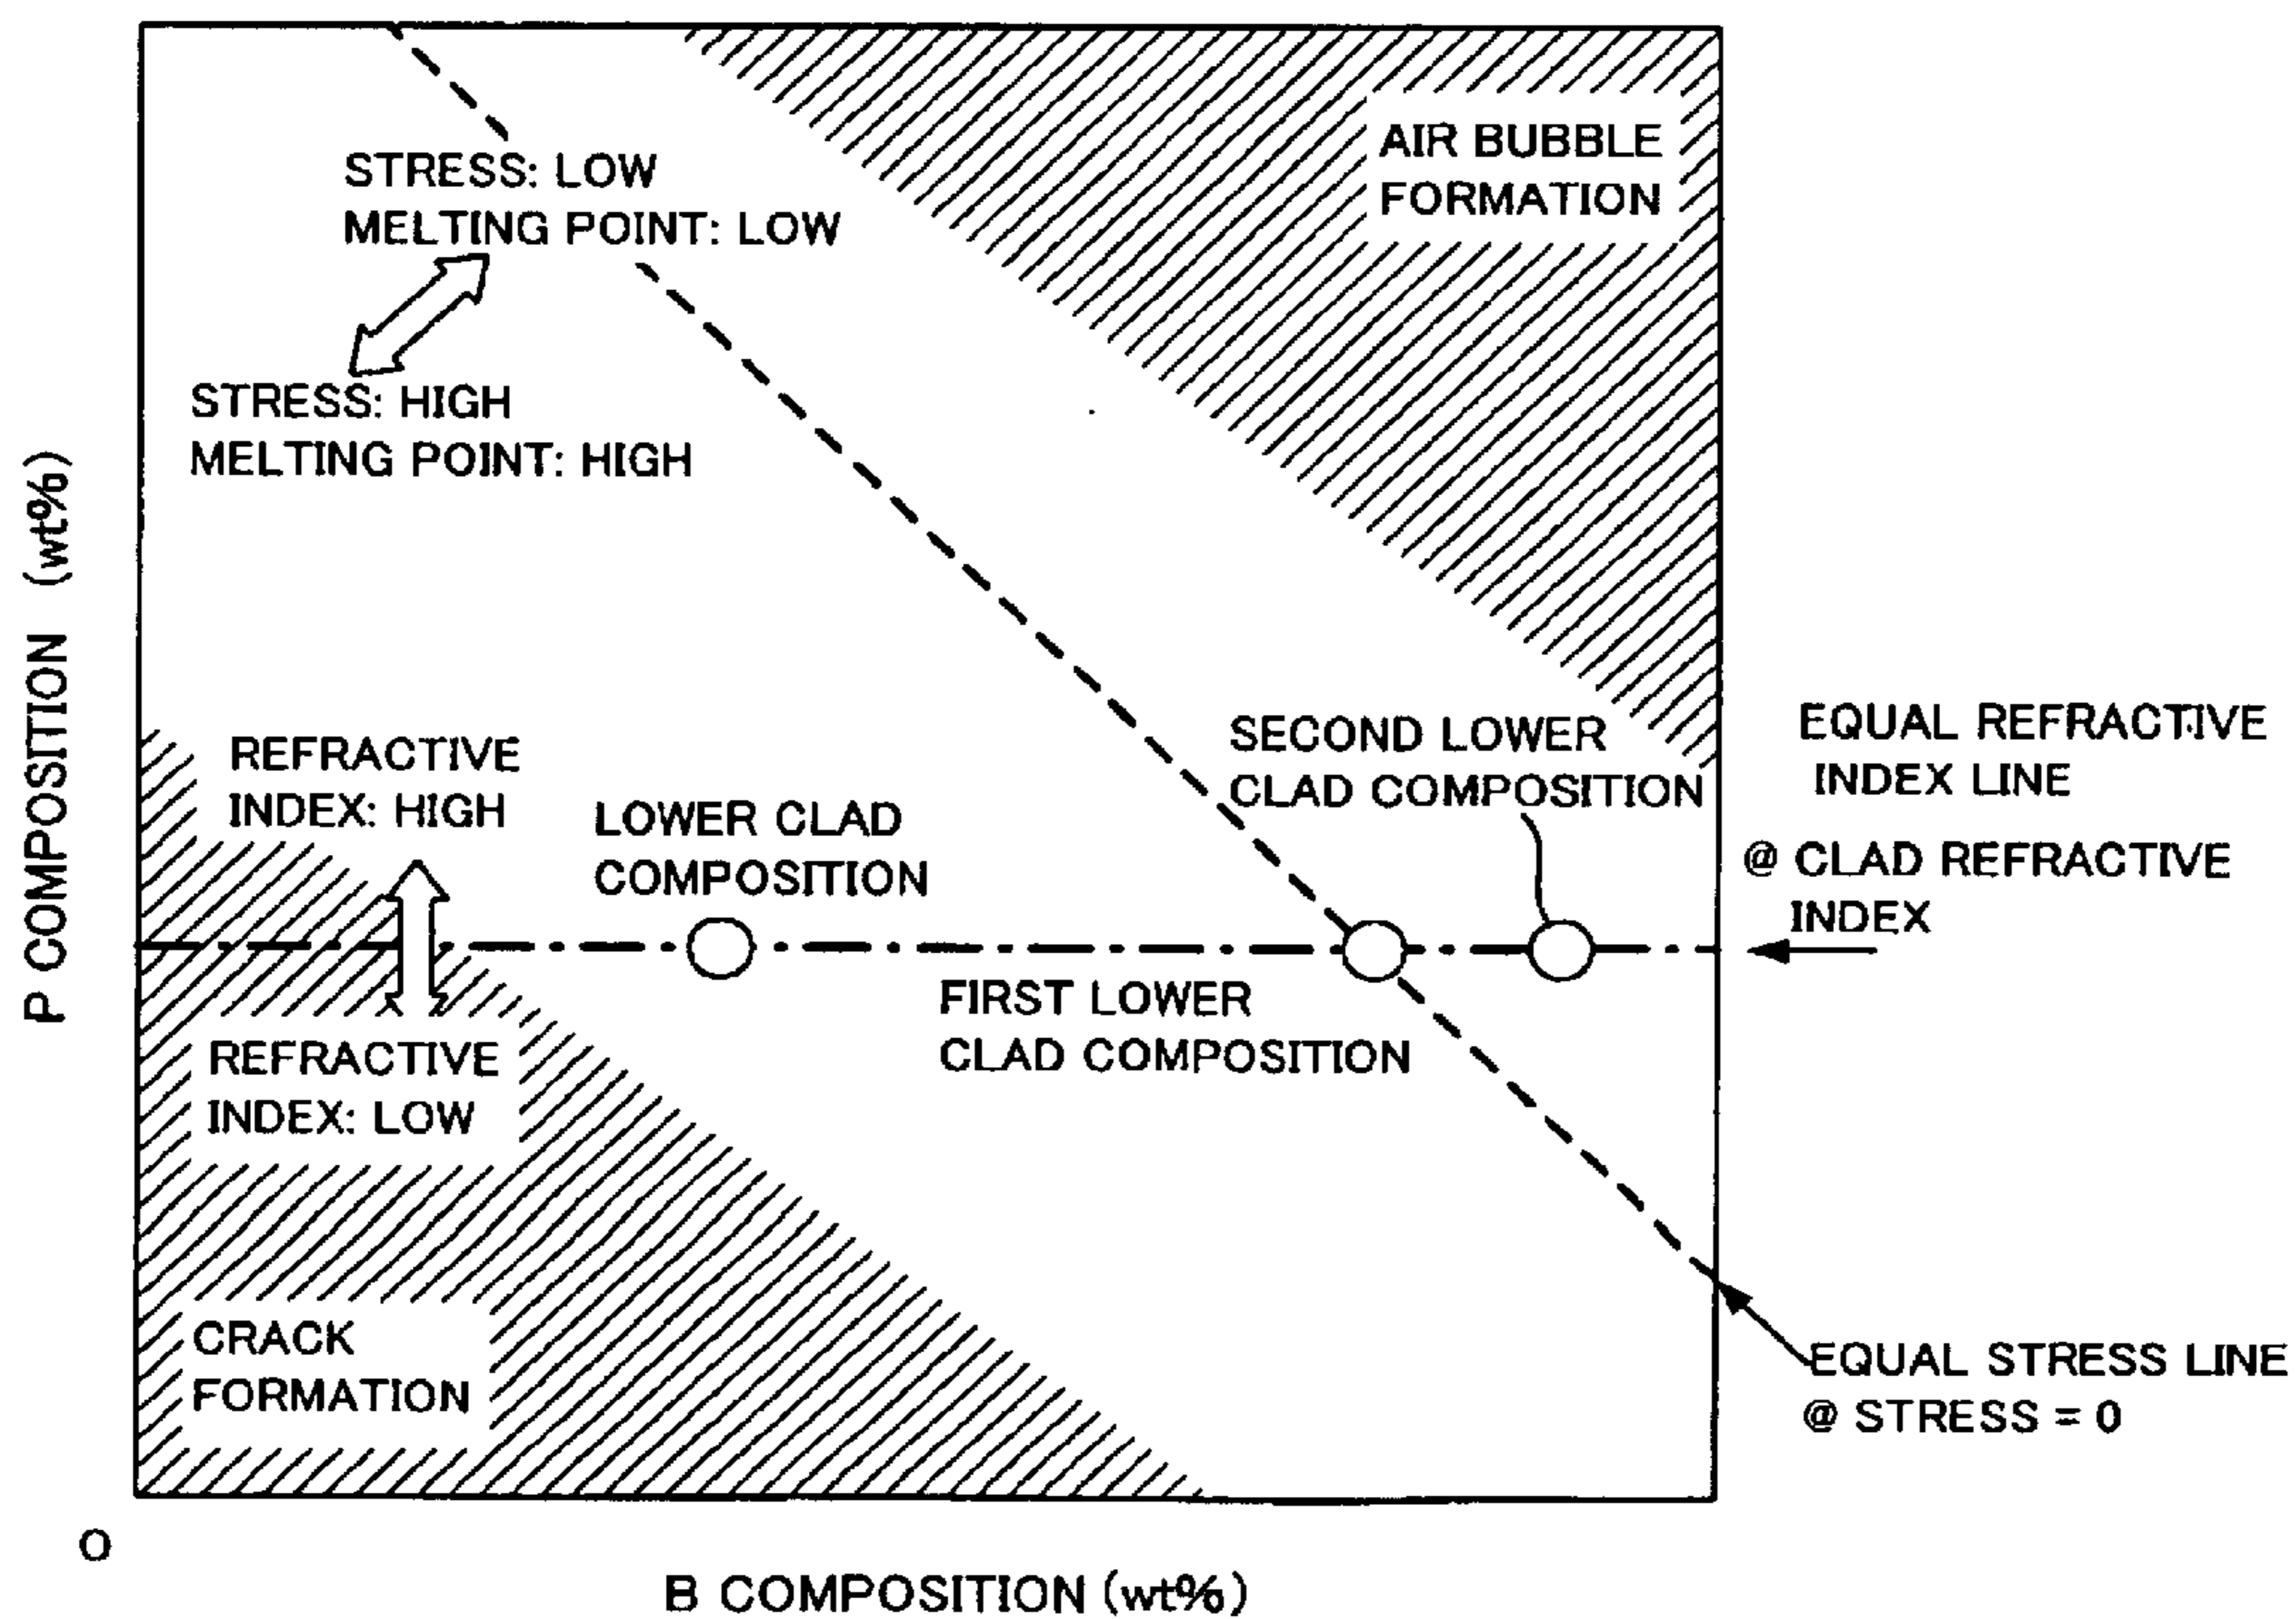 AIR BUBBLE
FORMATION
STRESS: LOW
MELTING POINT: LOW
STRESS: HIGH
MELTING POINT: HIGH
P COMPOSITION (wt%)
REFRACTIVE
INDEX: HIGH
LOWER CLAD
COMPOSITION
SECOND LOWER
CLAD COMPOSITION
EQUAL REFRACTIVE
INDEX LINE
@ CLAD REFRACTIVE
INDEX
FIRST LOWER
CLAD COMPOSITION
REFRACTIVE
INDEX: LOW
CRACK
FORMATION
EQUAL STRESS LINE
@ STRESS = 0
O
B COMPOSITION (wt%)